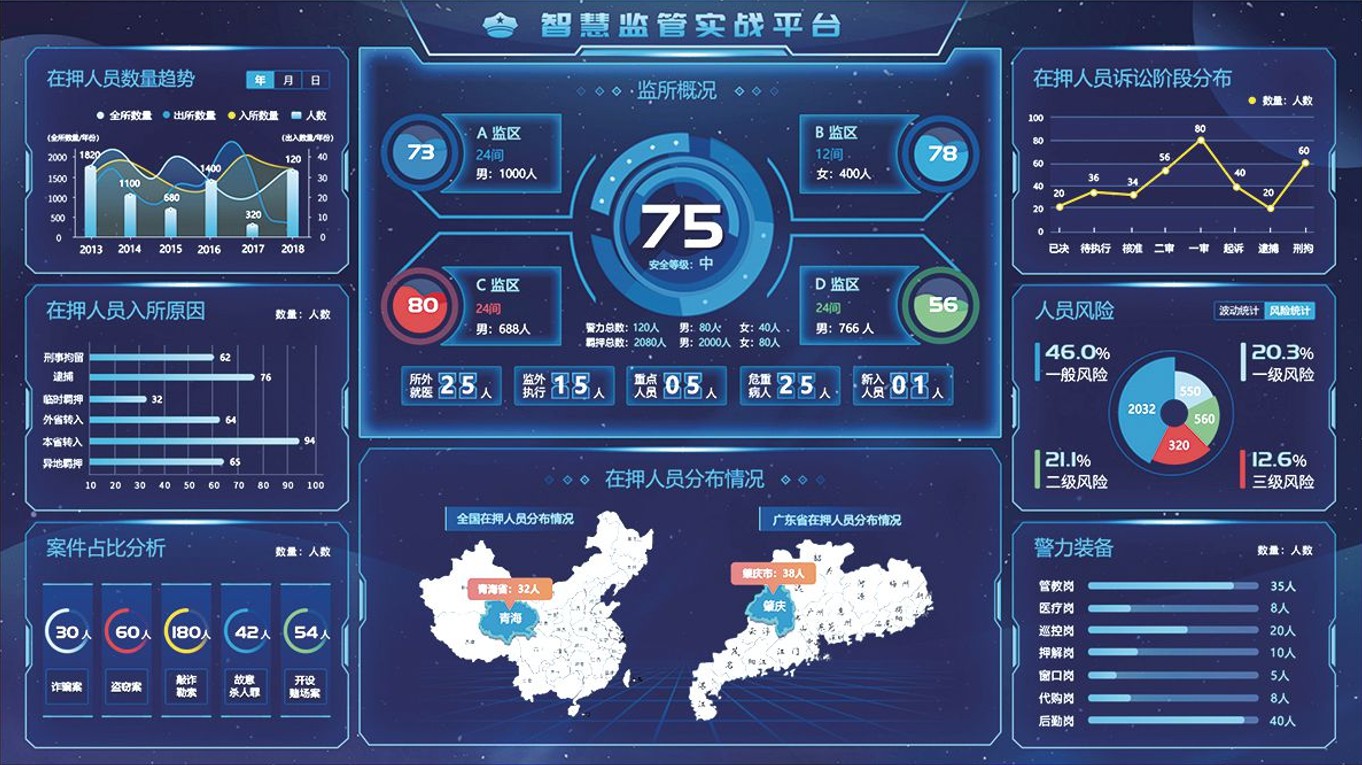 智慧监管实战平台
在押人员数量趋势
年 月 日
全所数量 出所数量 入所数量 人数
(全所数量/年份) (出入数量/年份)
2000
1500
1000
500
0
40
30
20
10
0
1820 1100 680 1400 320 120
2013 2014 2015 2016 2017 2018
在押人员入所原因
数量：人数
刑事拘留 62
逮捕 76
临时羁押 32
外省转入 64
本省转入 94
异地羁押 65
10 20 30 40 50 60 70 80 90 100
案件占比分析
数量：人数
30人 60人 180人 42人 54人
诈骗案
盗窃案
敲诈
勒索
故意
杀人罪
开设
赌场案
监所概况
73
A 监区
24间
男：1000人
B 监区
12间
女：400人
78
75
安全等级：中
80
C 监区
24间
男：688人
D 监区
24间
男：766 人
56
警力总数：120人 男：80人 女：40人
羁押总数：2080人 男：2000人 女：80人
所外
就医 25 人
监外
执行 15 人
重点
人员 05 人
危重
病人 25 人
新入
人员 01 人
在押人员分布情况
全国在押人员分布情况
青海省：32人
青海
广东省在押人员分布情况
肇庆市：38人
肇庆
在押人员诉讼阶段分布
数量：人数
100
80
60
40
20
0
20 36 34 56 80 40 20 60
已决 待执行 核准 二审 一审 起诉 逮捕 刑拘
人员风险
波动统计 风险统计
46.0%
一般风险
20.3%
一级风险
2032 550 560 320
21.1%
二级风险
12.6%
三级风险
警力装备
数量：人数
管教岗 35人
医疗岗 8人
巡控岗 20人
押解岗 10人
窗口岗 5人
代购岗 8人
后勤岗 40人